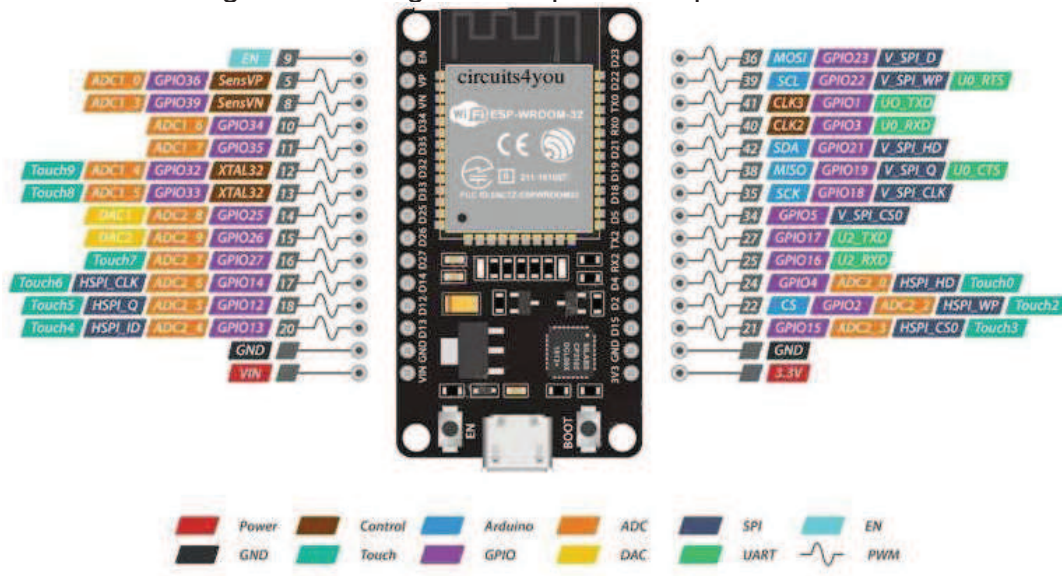 EN 9
ADC1_0 GPIO36 SensVP 5
ADC1_3 GPIO39 SensVN 8
ADC1_6 GPIO34 10
ADC1_7 GPIO35 11
Touch9 ADC1_4 GPIO32 XTAL32 12
Touch8 ADC1_5 GPIO33 XTAL32 13
DAC1 ADC2_8 GPIO25 14
DAC2 ADC2_9 GPIO26 15
Touch7 ADC2_7 GPIO27 16
Touch6 HSPI_CLK ADC2_6 GPIO14 17
Touch5 HSPI_Q ADC2_5 GPIO12 18
Touch4 HSPI_ID ADC2_4 GPIO13 20
GND
VIN
EN
VP
VN
D34
D35
D32
D33
D25
D26
D27
D14
D12
D13
GND
VIN
circuits4you
WiFi ESP-WROOM-32
CE
R 211-161007
EN
BOOT
D23
D22
TX0
RX0
D21
D19
D18
D5
TX2
RX2
D4
D2
D15
GND
3V3
36 MOSI GPIO23 V_SPI_D
39 SCL GPIO22 V_SPI_WP U0_RTS
41 CLK3 GPIO1 U0_TXD
40 CLK2 GPIO3 U0_RXD
42 SDA GPIO21 V_SPI_HD
38 MISO GPIO19 V_SPI_Q U0_CTS
35 SCK GPIO18 V_SPI_CLK
34 GPIO5 V_SPI_CS0
27 GPIO17 U2_TXD
25 GPIO16 U2_RXD
24 GPIO4 ADC2_0 HSPI_HD Touch0
22 CS GPIO2 ADC2_2 HSPI_WP Touch2
21 GPIO15 ADC2_3 HSPI_CS0 Touch3
GND
3.3V
Power Control Arduino ADC SPI EN
GND Touch GPIO DAC UART PWM